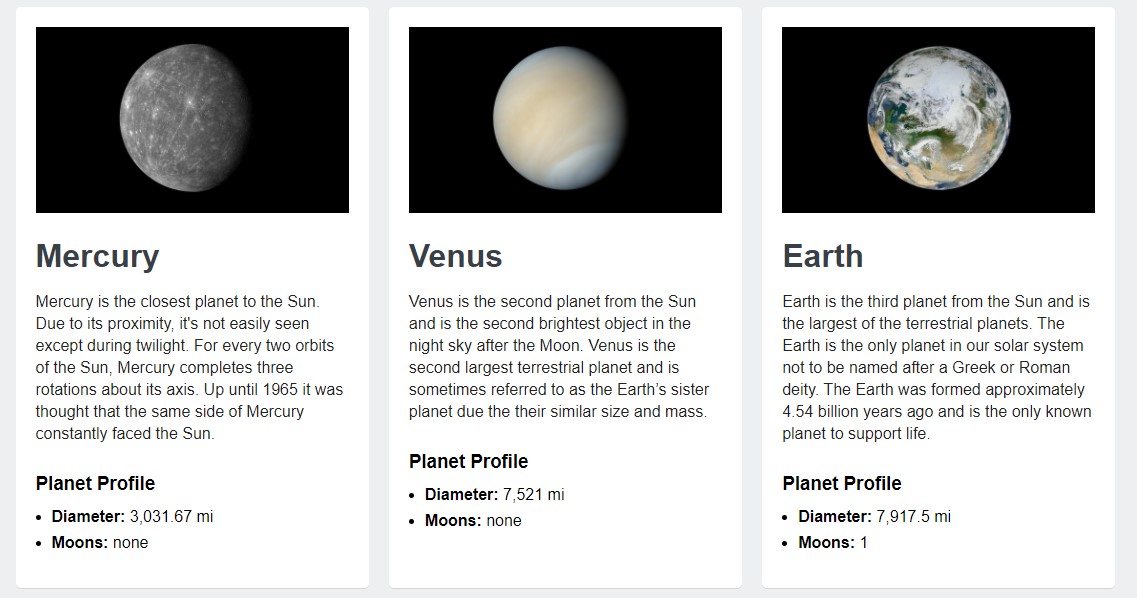 Mercury
Mercury is the closest planet to the Sun.
Due to its proximity, it's not easily seen
except during twilight. For every two orbits
of the Sun, Mercury completes three
rotations about its axis. Up until 1965 it was
thought that the same side of Mercury
constantly faced the Sun.
Planet Profile
• Diameter: 3,031.67 mi
• Moons: none
Venus
Venus is the second planet from the Sun
and is the second brightest object in the
night sky after the Moon. Venus is the
second largest terrestrial planet and is
sometimes referred to as the Earth’s sister
planet due the their similar size and mass.
Planet Profile
• Diameter: 7,521 mi
• Moons: none
Earth
Earth is the third planet from the Sun and is
the largest of the terrestrial planets. The
Earth is the only planet in our solar system
not to be named after a Greek or Roman
deity. The Earth was formed approximately
4.54 billion years ago and is the only known
planet to support life.
Planet Profile
• Diameter: 7,917.5 mi
• Moons: 1